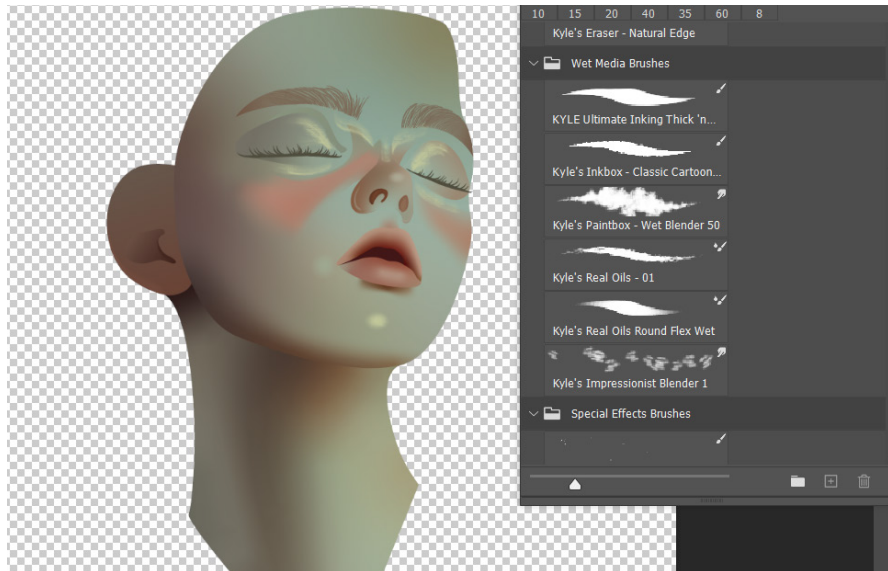 10 15 20 40 35 60 8
Kyle's Eraser - Natural Edge
Wet Media Brushes
KYLE Ultimate Inking Thick 'n...
Kyle's Inkbox - Classic Cartoon...
Kyle's Paintbox - Wet Blender 50
Kyle's Real Oils - 01
Kyle's Real Oils Round Flex Wet
Kyle's Impressionist Blender 1
Special Effects Brushes